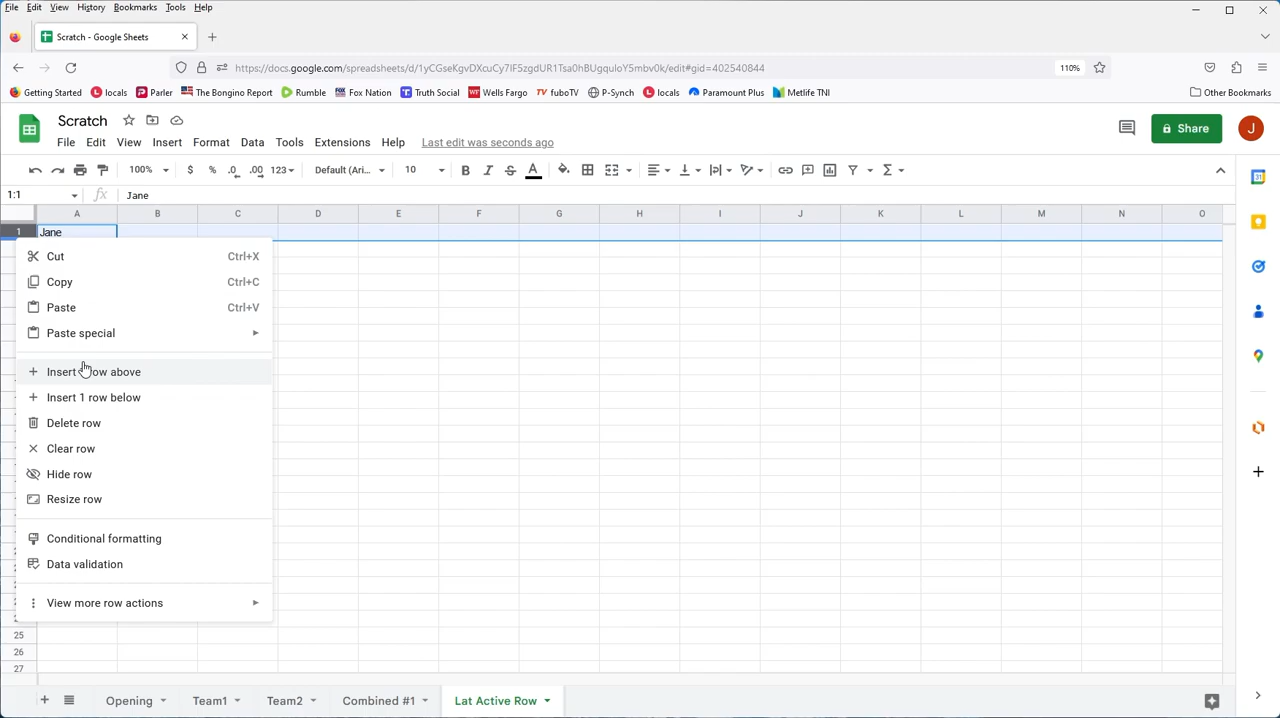 File Edit View History Bookmarks Tools Help
Scratch - Google Sheets
https://docs.google.com/spreadsheets/d/1yCGseKgvDXcuCy7IF5zgdUR1Tsa0hBUgquloY5mbv0k/edit#gid=402540844 110%
Getting Started locals Parler The Bongino Report Rumble Fox Nation Truth Social Wells Fargo fuboTV P-Synch locals Paramount Plus Metlife TNI Other Bookmarks
Scratch Share J
File Edit View Insert Format Data Tools Extensions Help Last edit was seconds ago
100% $ % .0 .00 123 Default (Ari... 10 B I S A
1:1 fx Jane
A B C D E F G H I J K L M N O
1 Jane
Cut Ctrl+X
Copy Ctrl+C
Paste Ctrl+V
Paste special
Insert row above
Insert 1 row below
Delete row
Clear row
Hide row
Resize row
Conditional formatting
Data validation
View more row actions
25
26
27
Opening Team1 Team2 Combined #1 Lat Active Row